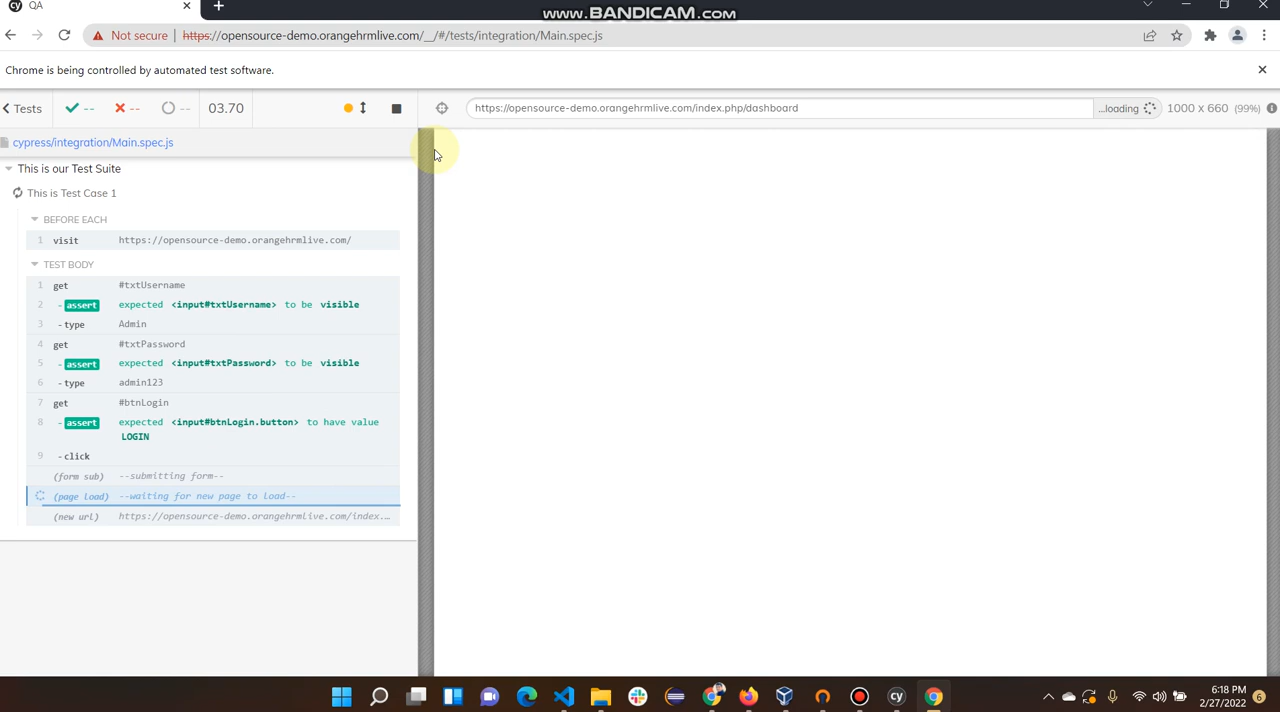 www.BANDICAM.com
QA
Not secure
https://opensource-demo.orangehrmlive.com/__/#/tests/integration/Main.spec.js
Chrome is being controlled by automated test software.
Tests
--
--
--
03.70
https://opensource-demo.orangehrmlive.com/index.php/dashboard
...loading
1000 x 660 (99%)
cypress/integration/Main.spec.js
This is our Test Suite
This is Test Case 1
BEFORE EACH
1 visit https://opensource-demo.orangehrmlive.com/
TEST BODY
1 get #txtUsername
2 -assert expected <input#txtUsername> to be visible
3 -type Admin
4 get #txtPassword
5 -assert expected <input#txtPassword> to be visible
6 -type admin123
7 get #btnLogin
8 -assert expected <input#btnLogin.button> to have value
LOGIN
9 -click
(form sub) --submitting form--
(page load) --waiting for new page to load--
(new url) https://opensource-demo.orangehrmlive.com/index....
6:18 PM
2/27/2022
6